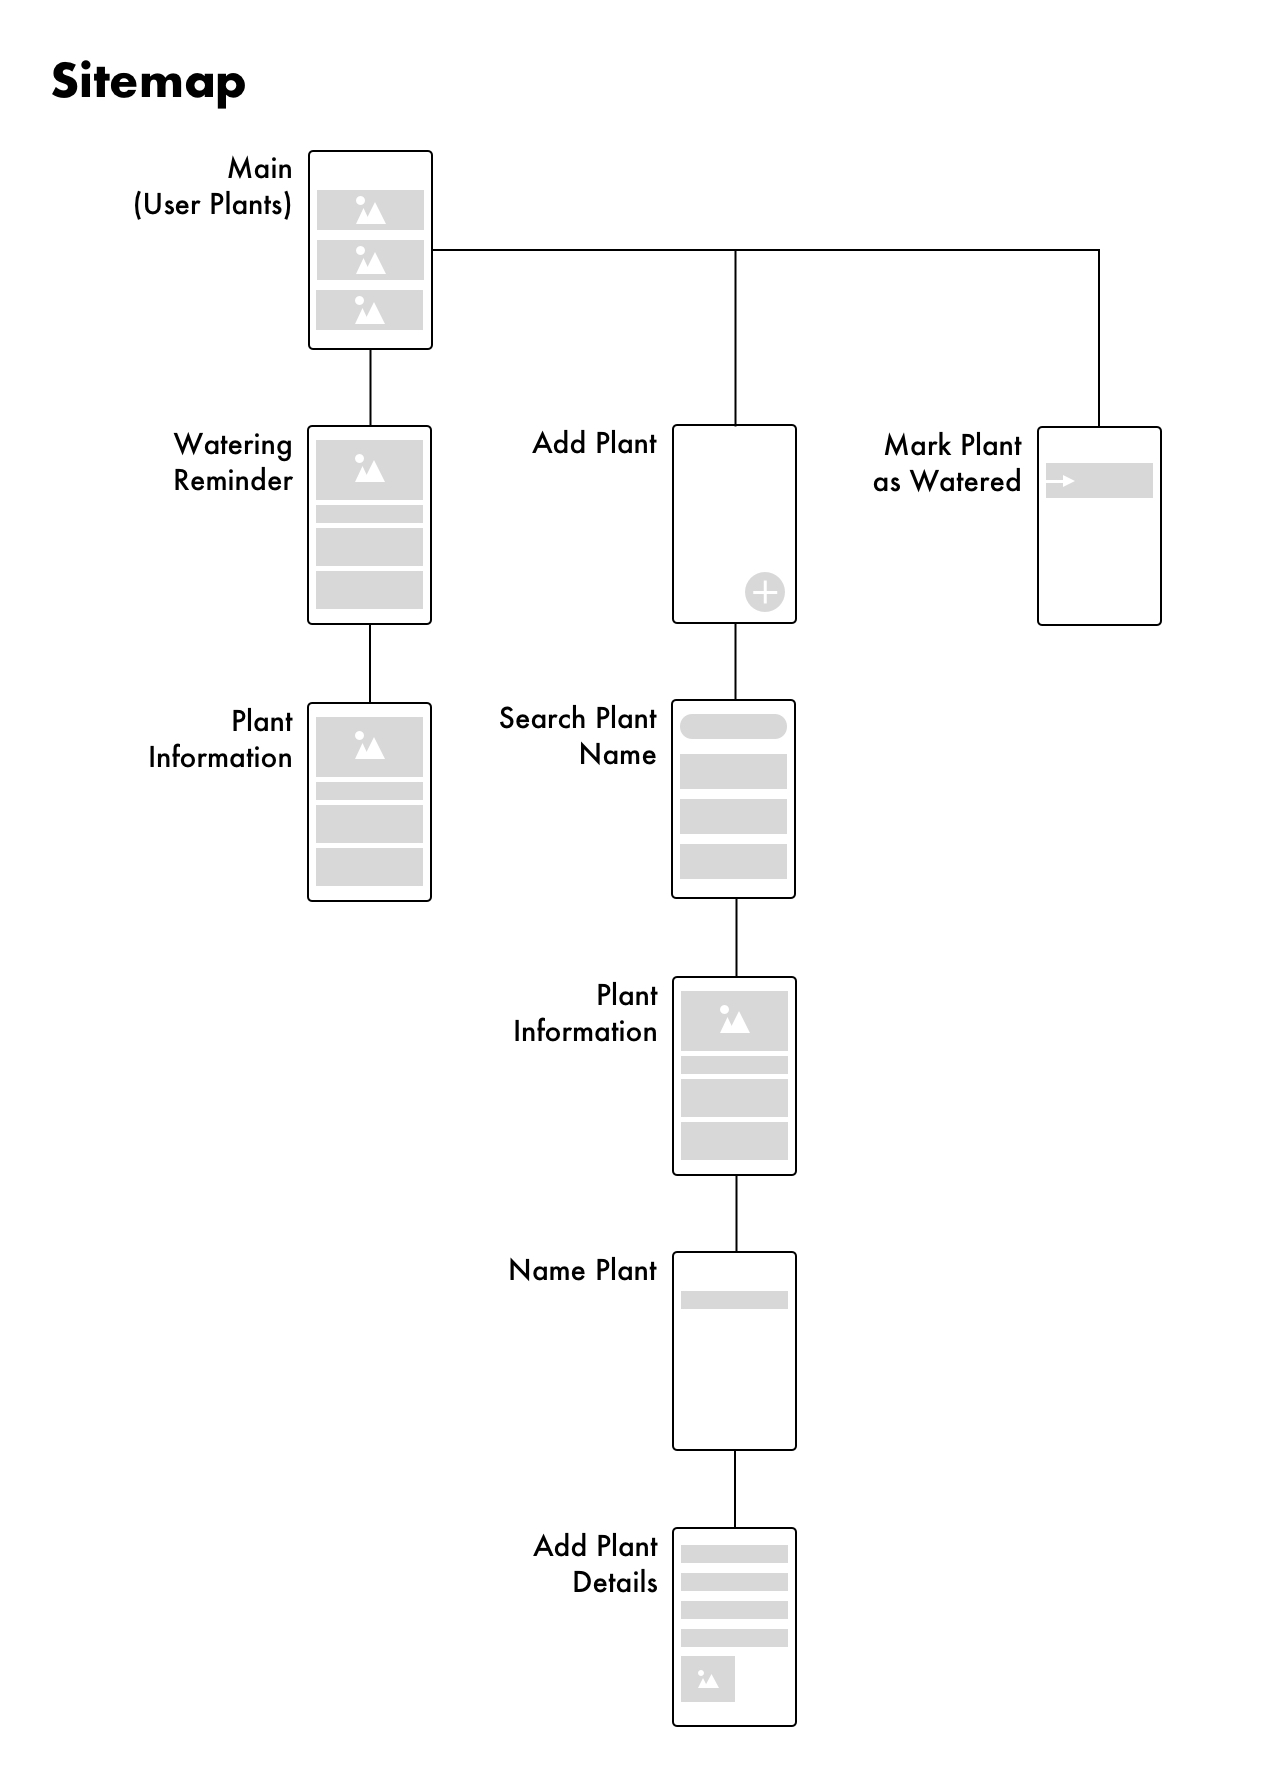 Sitemap
Main
(User Plants)
Watering
Reminder
Add Plant
Mark Plant
as Watered
Plant
Information
Search Plant
Name
Plant
Information
Name Plant
Add Plant
Details